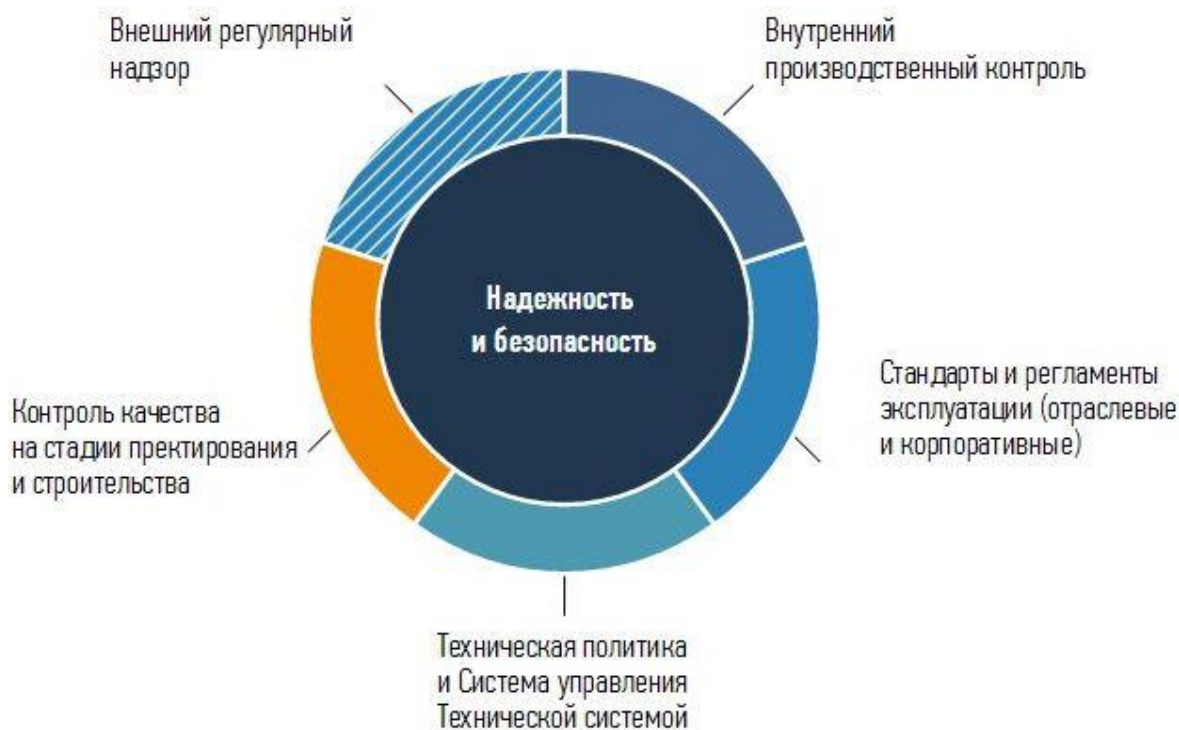 Внешний регулярный
надзор
Внутренний
производственный контроль
Надежность
и безопасность
Стандарты и регламенты
эксплуатации (отраслевые
и корпоративные)
Контроль качества
на стадии пректирования
и строительства
Техническая политика
и Система управления
Технической системой